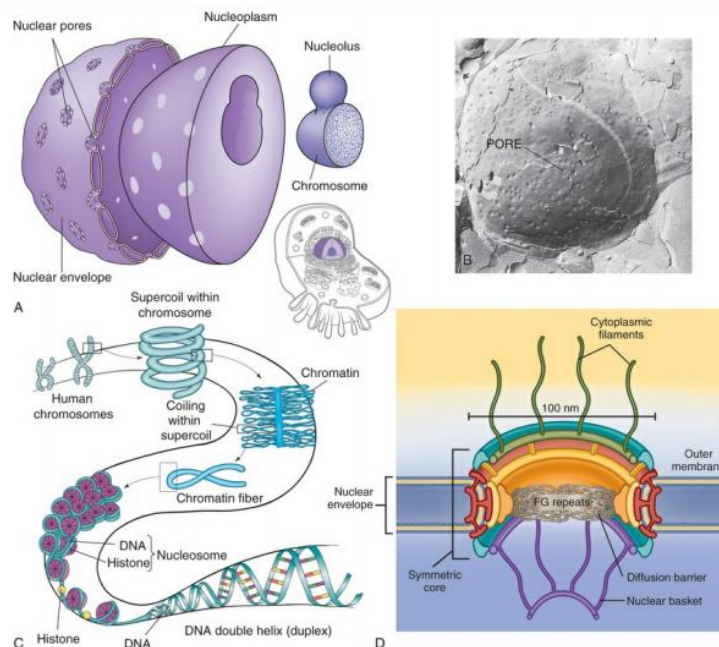 Nuclear pores
Nucleoplasm
Nucleolus
Chromosome
Nuclear envelope
A
PORE
B
Supercoil within
chromosome
Human
chromosomes
Chromatin
Coiling within
supercoil
Chromatin fiber
DNA
Histone
Nucleosome
Histone
DNA
DNA double helix (duplex)
C
Cytoplasmic
filaments
100 nm
Outer
membran
Nuclear
envelope
FG repeats
Symmetric
core
Diffusion barrier
Nuclear basket
D